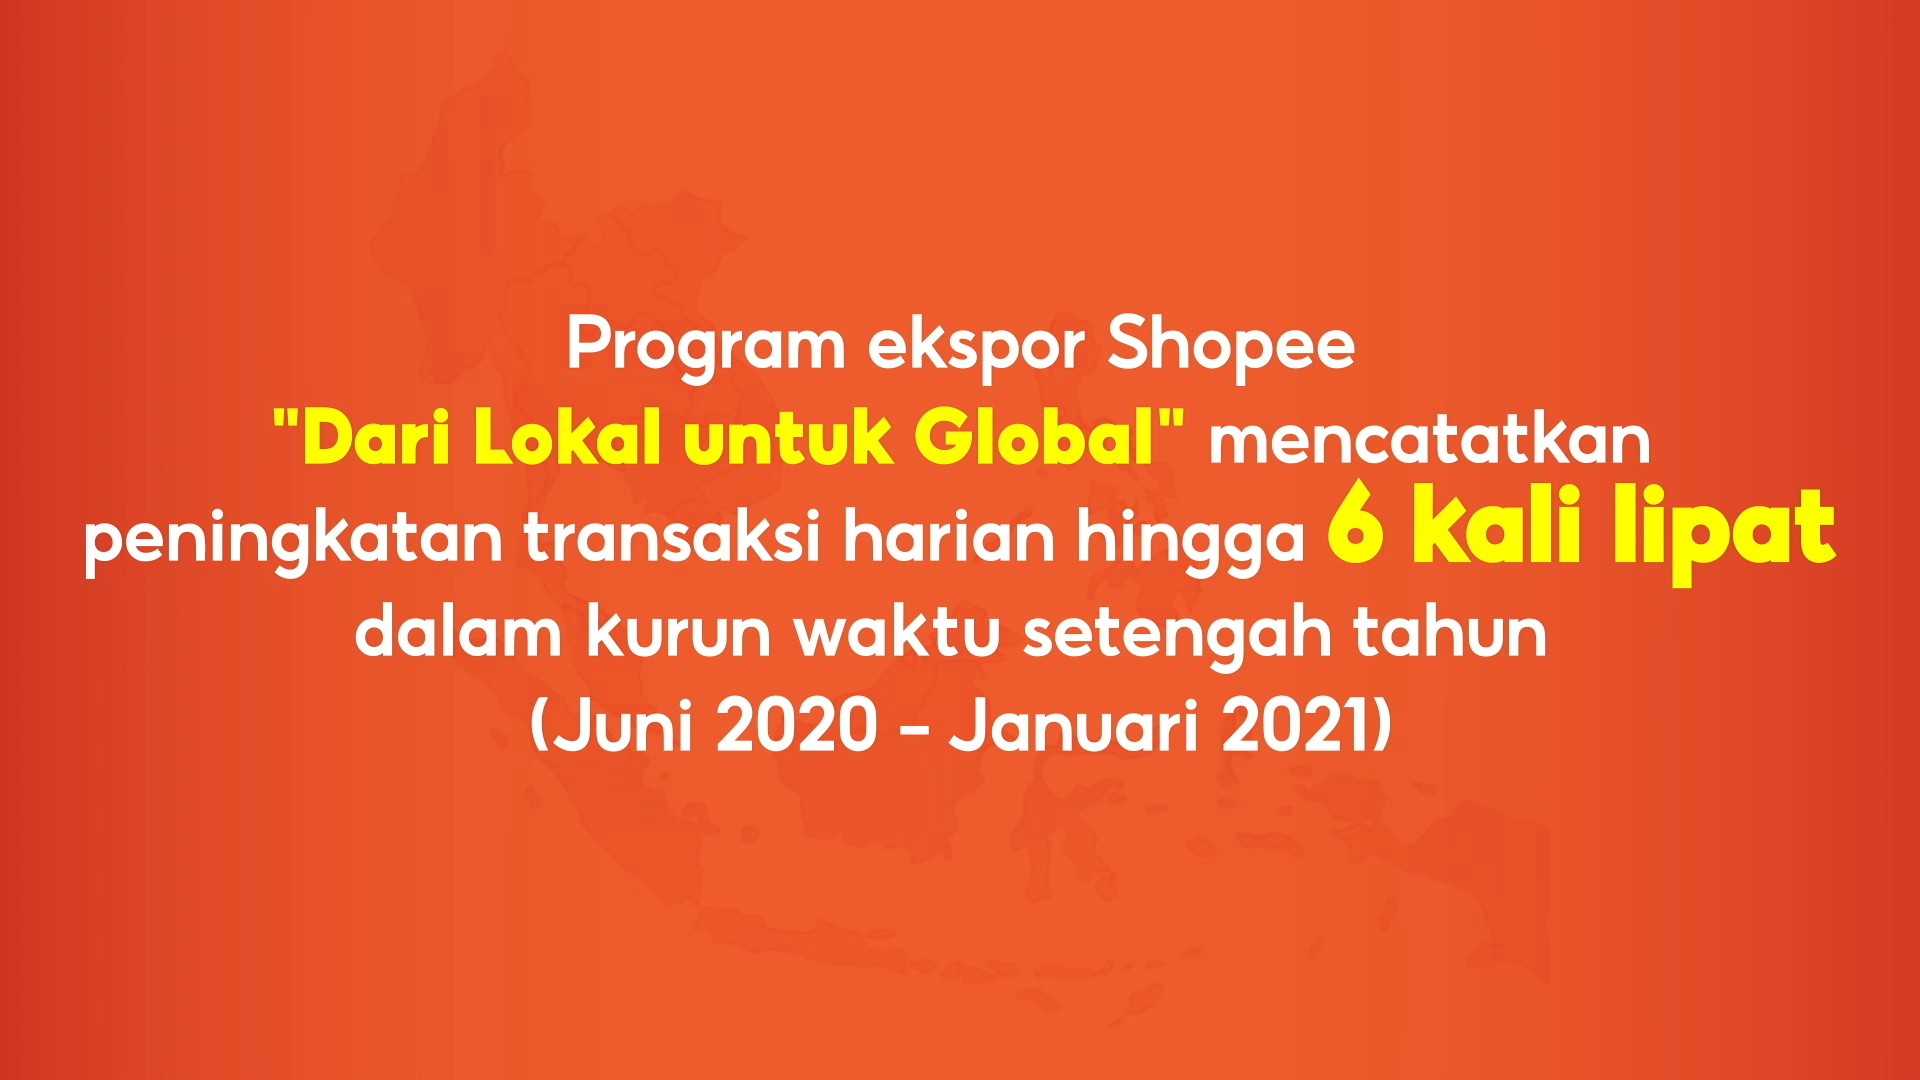 Program ekspor Shopee
"Dari Lokal untuk Global" mencatatkan
peningkatan transaksi harian hingga 6 kali lipat
dalam kurun waktu setengah tahun
(Juni 2020 - Januari 2021)